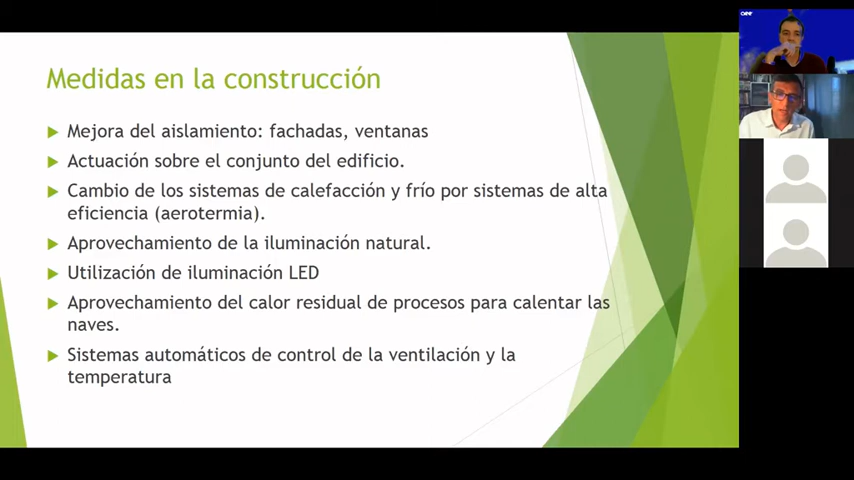 Medidas en la construcción
Mejora del aislamiento: fachadas, ventanas
Actuación sobre el conjunto del edificio.
Cambio de los sistemas de calefacción y frío por sistemas de alta
eficiencia (aerotermia).
Aprovechamiento de la iluminación natural.
Utilización de iluminación LED
Aprovechamiento del calor residual de procesos para calentar las
naves.
Sistemas automáticos de control de la ventilación y la
temperatura